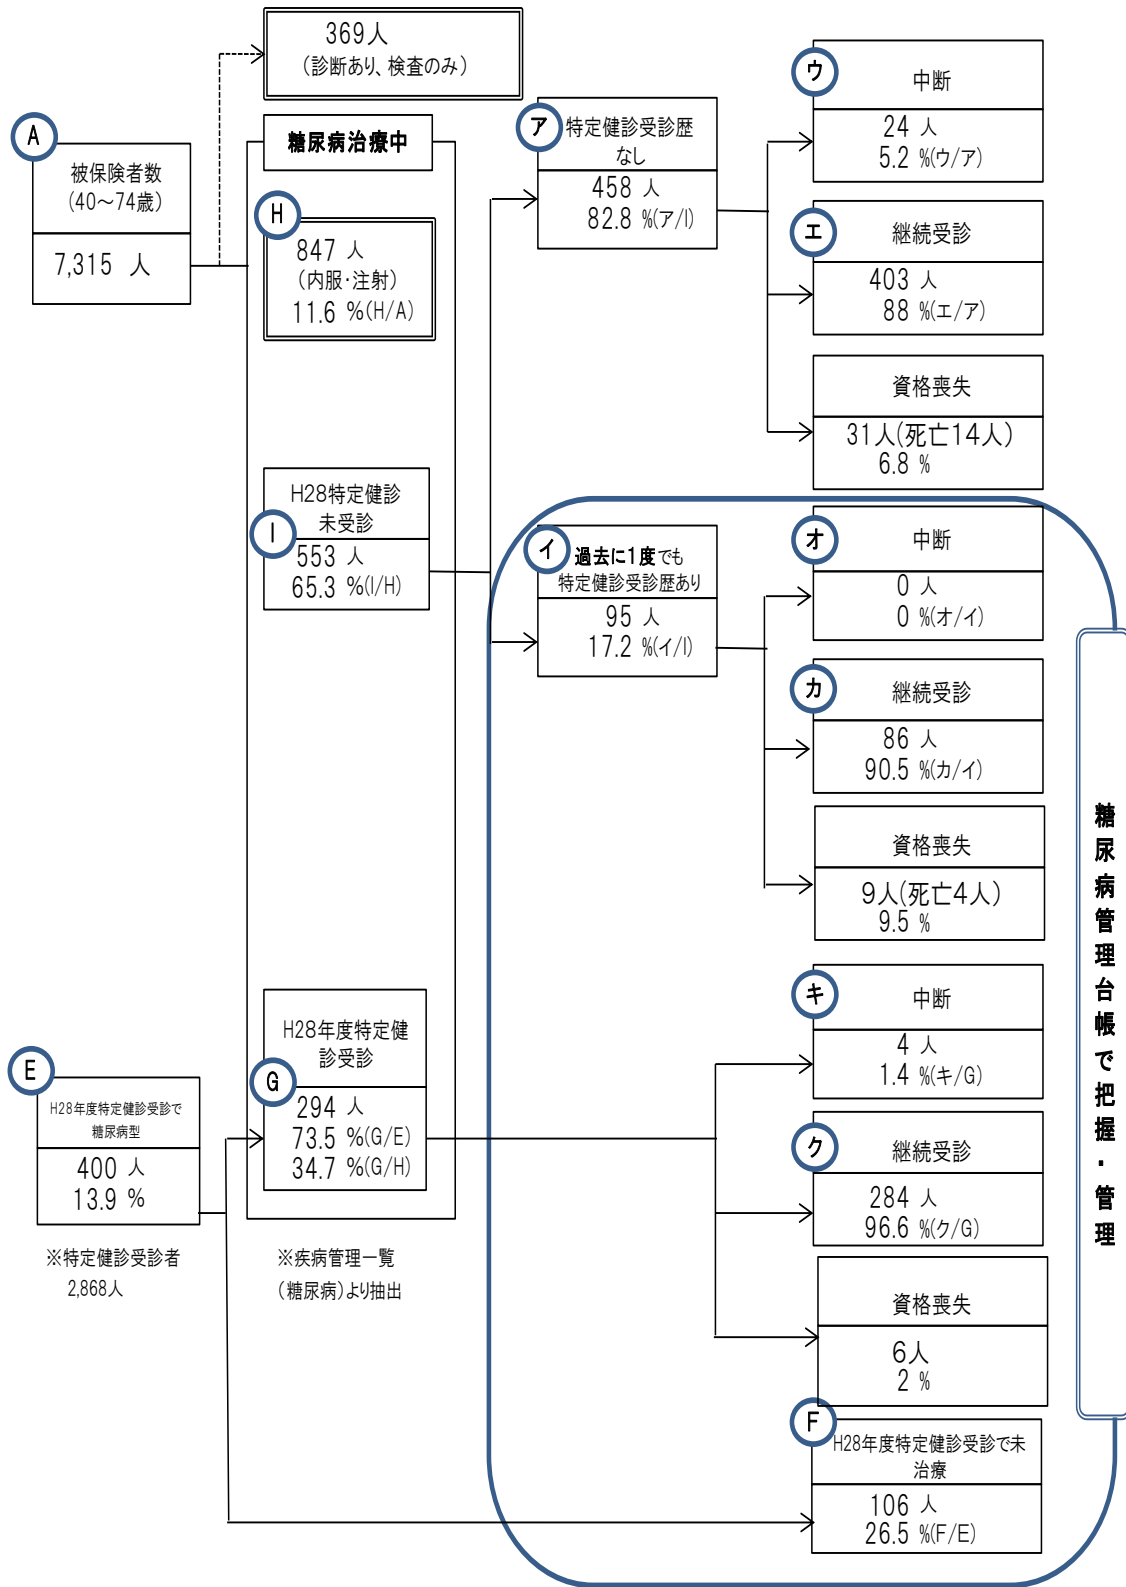 369人
（診断あり、検査のみ）
A
被保険者数
（40～74歳）
7,315 人
糖尿病治療中
H
847 人
（内服・注射）
11.6 %(H/A)
I
H28特定健診
未受診
553 人
65.3 %(I/H)
ア
特定健診受診歴
なし
458 人
82.8 %(ア/I)
ウ
中断
24 人
5.2 %(ウ/ア)
エ
継続受診
403 人
88 %(エ/ア)
資格喪失
31人(死亡14人)
6.8 %
イ
過去に1度でも
特定健診受診歴あり
95 人
17.2 %(イ/I)
オ
中断
0 人
0 %(オ/イ)
カ
継続受診
86 人
90.5 %(カ/イ)
資格喪失
9人(死亡4人)
9.5 %
E
H28年度特定健診受診で
糖尿病型
400 人
13.9 %
※特定健診受診者
2,868人
G
H28年度特定健
診受診
294 人
73.5 %(G/E)
34.7 %(G/H)
※疾病管理一覧
（糖尿病）より抽出
キ
中断
4 人
1.4 %(キ/G)
ク
継続受診
284 人
96.6 %(ク/G)
資格喪失
6人
2 %
F
H28年度特定健診受診で未
治療
106 人
26.5 %(F/E)
糖尿病管理台帳で把握・管理